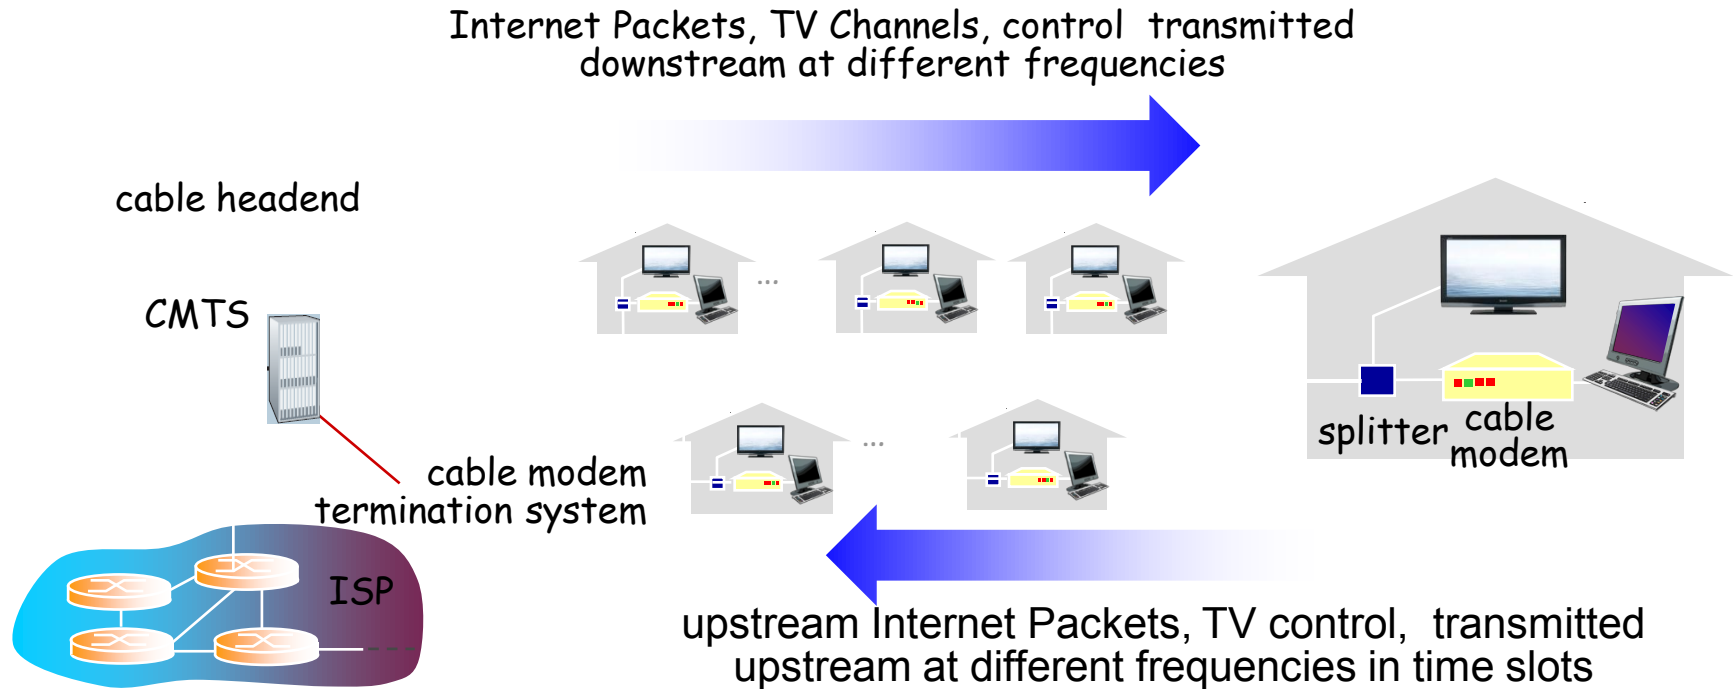 Internet Packets, TV Channels, control transmitted
downstream at different frequencies
cable headend
CMTS
...
splitter
cable
modem
...
cable modem
termination system
ISP
upstream Internet Packets, TV control, transmitted
upstream at different frequencies in time slots